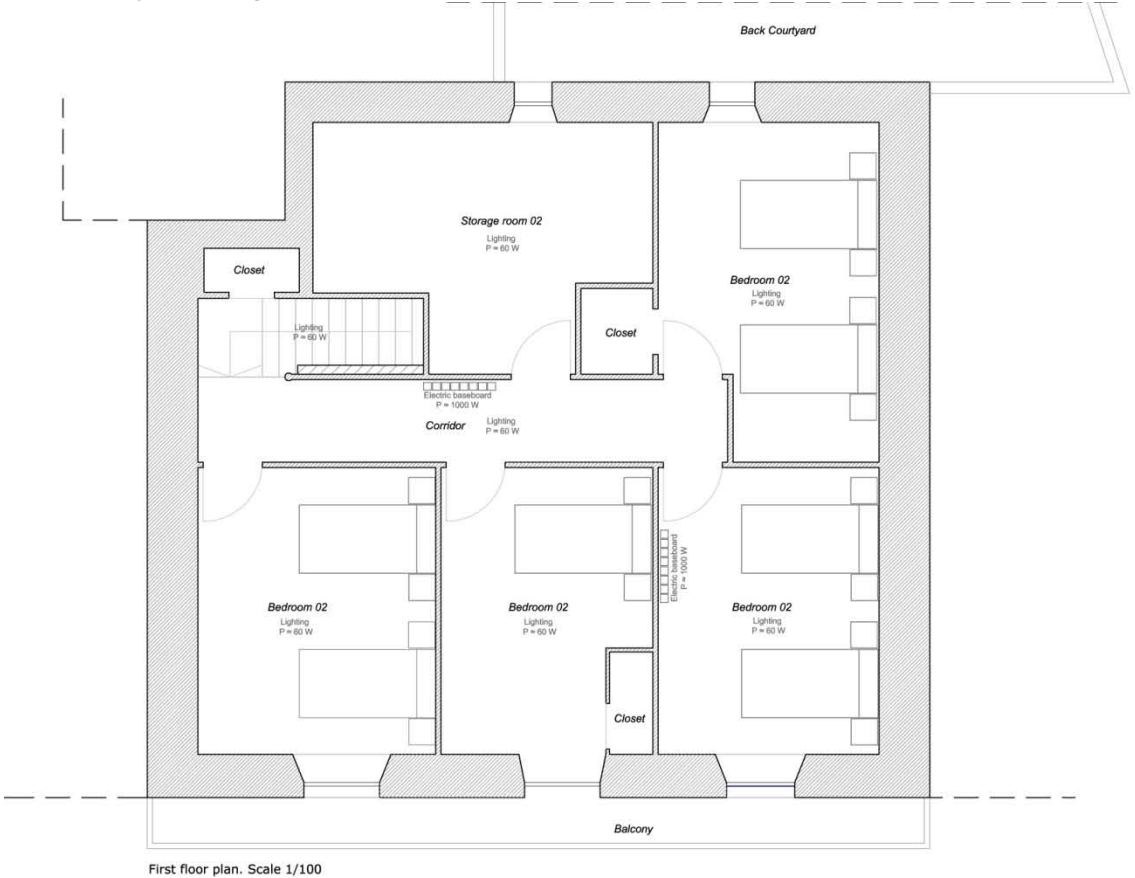 Back Courtyard
Storage room 02
Lighting
P = 60 W
Closet
Bedroom 02
Lighting
P = 60 W
Lighting
P = 60 W
Closet
Electric baseboard
P = 1000 W
Corridor
Lighting
P = 60 W
Electric baseboard
P = 1000 W
Bedroom 02
Lighting
P = 60 W
Bedroom 02
Lighting
P = 60 W
Bedroom 02
Lighting
P = 60 W
Closet
Balcony
First floor plan. Scale 1/100